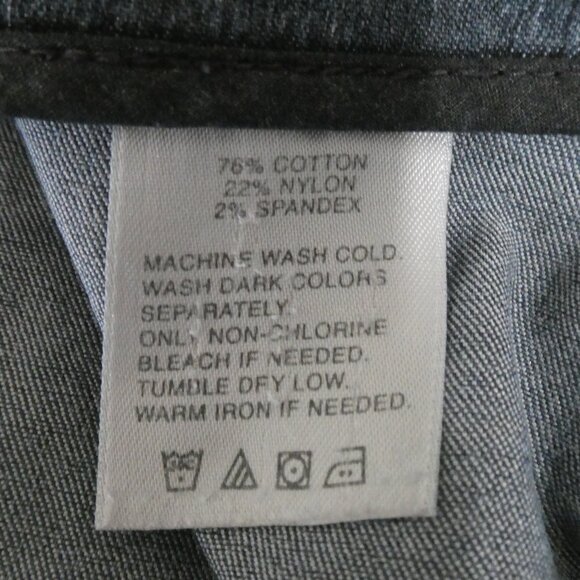 76% COTTON
22% NYLON
2% SPANDEX
MACHINE WASH COLD.
WASH DARK COLORS
SEPARATELY.
ONLY NON-CHLORINE
BLEACH IF NEEDED.
TUMBLE DRY LOW.
WARM IRON IF NEEDED.